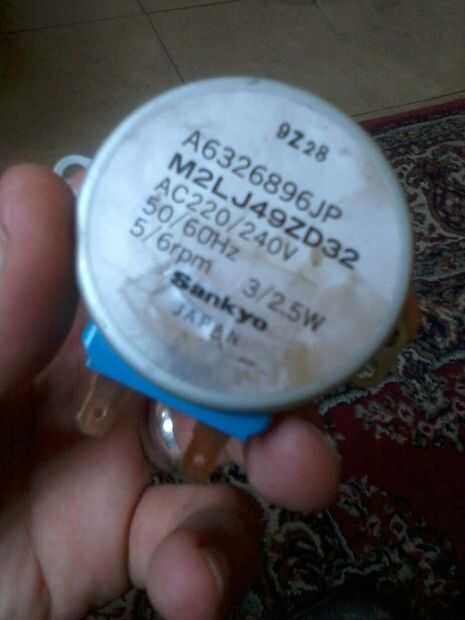 9Z28
A6326896JP
M2LJ49ZD32
AC220/240V
50/60Hz
5/6rpm 3/2.5W
Sankyo
JAPAN